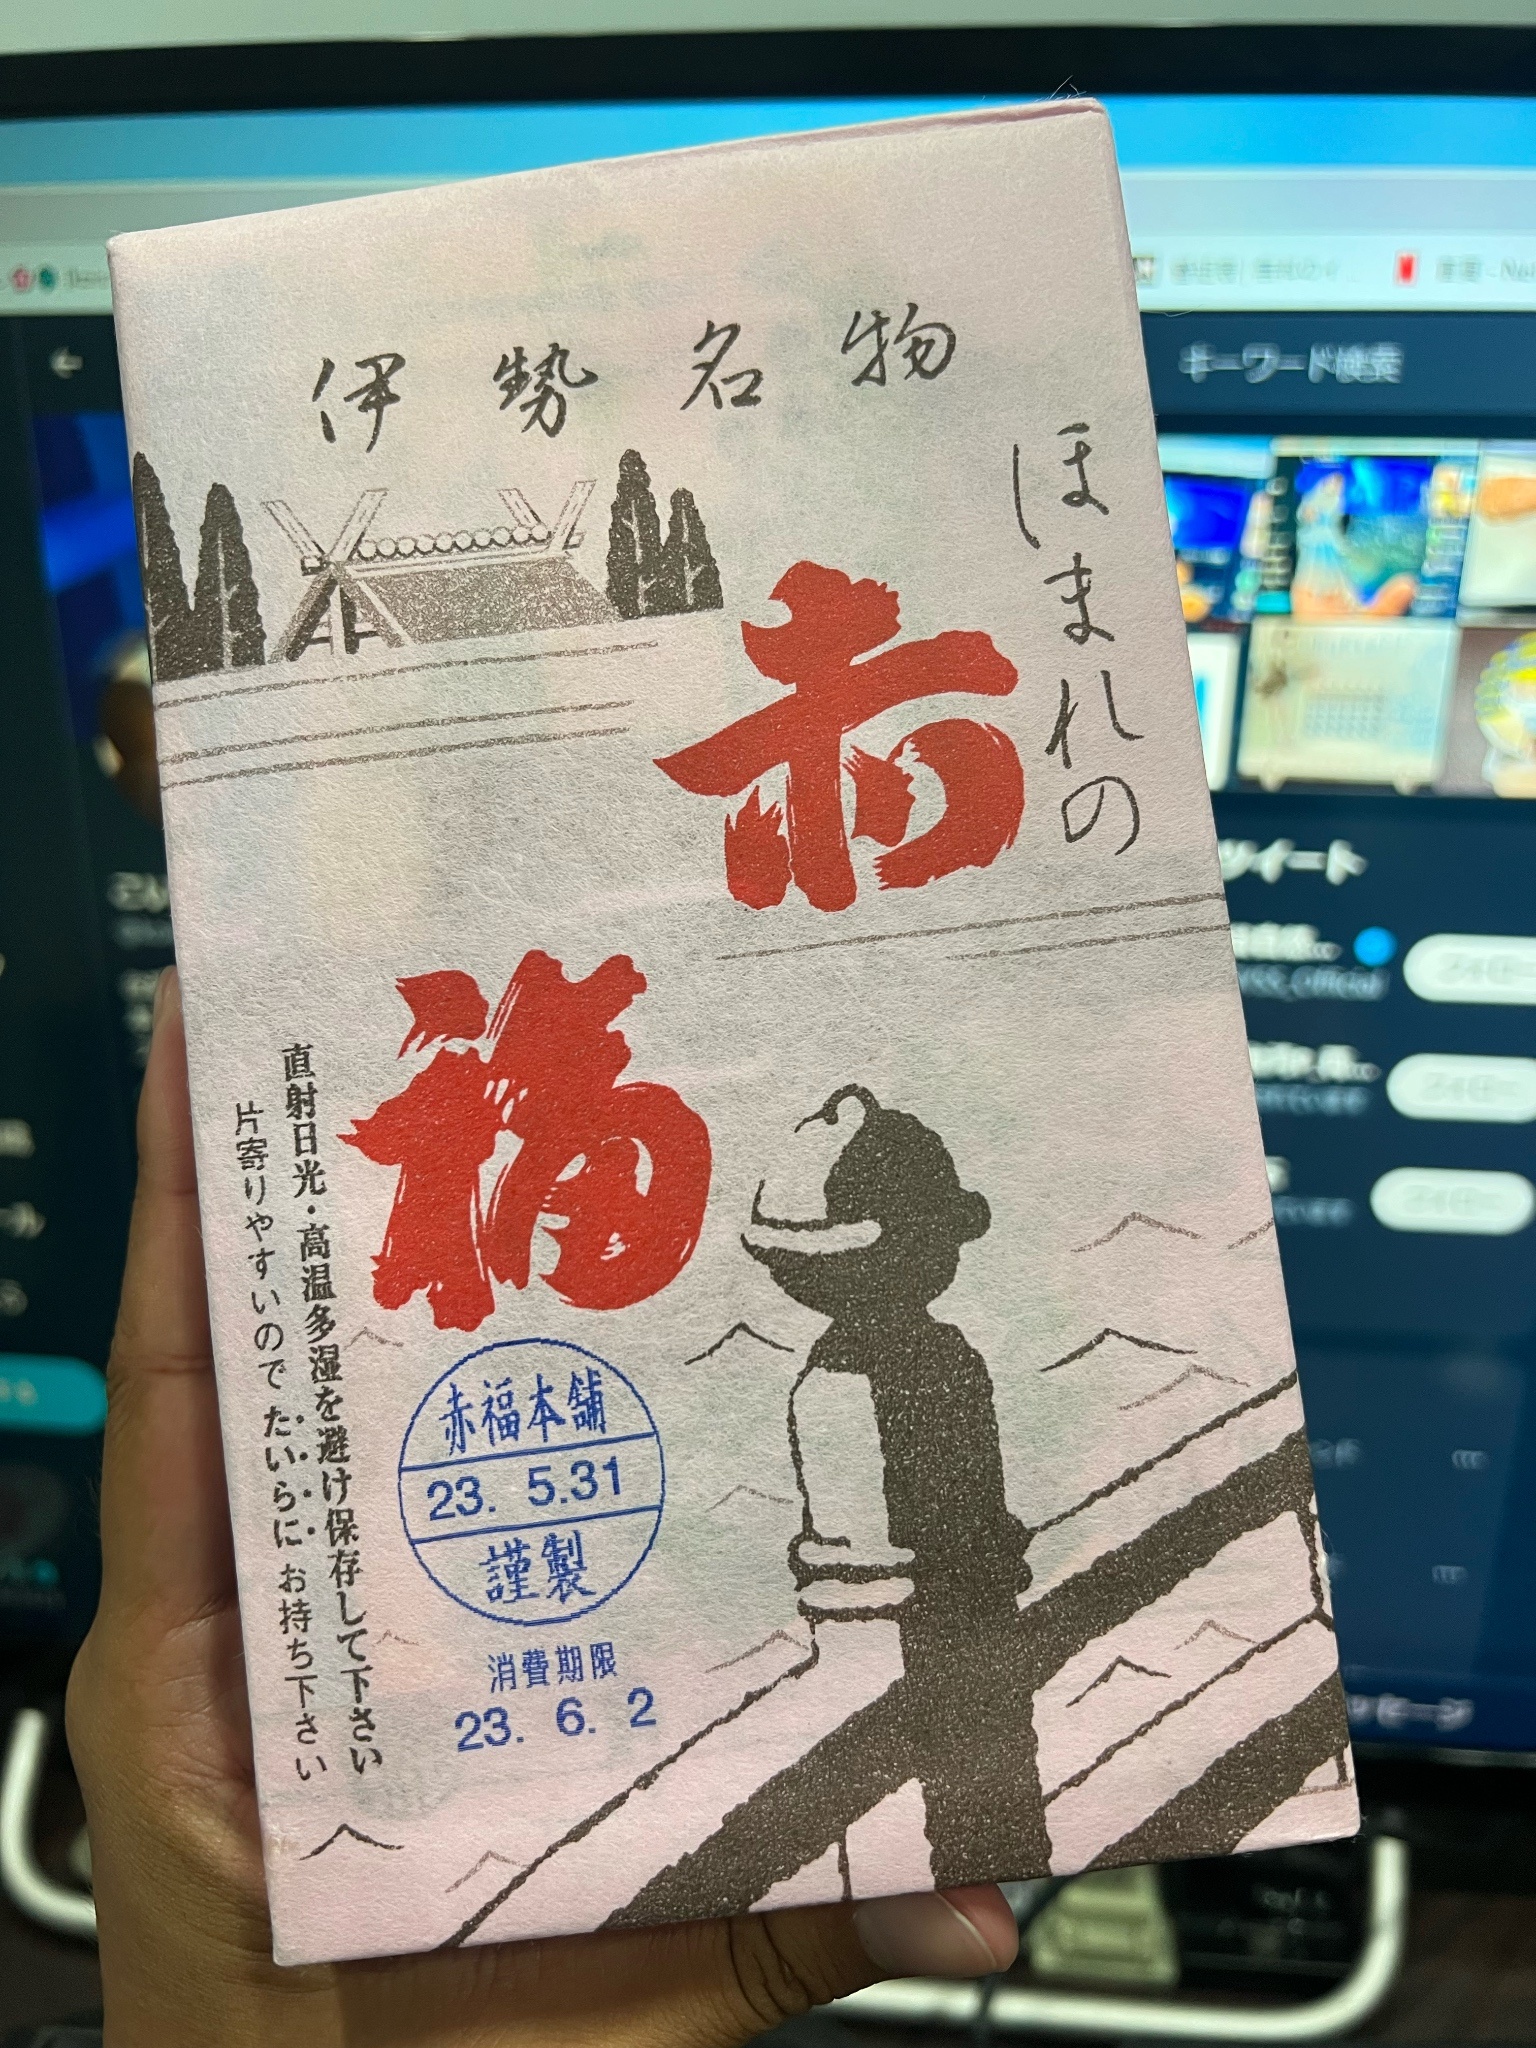 伊勢名物
ほまれの
赤
福
直射日光・高温多湿を避け保存して下さい
片寄りやすいのでたいらにお持ち下さい
赤福本舗
23. 5.31
謹製
消費期限
23. 6. 2
キーワード検索
ツイート